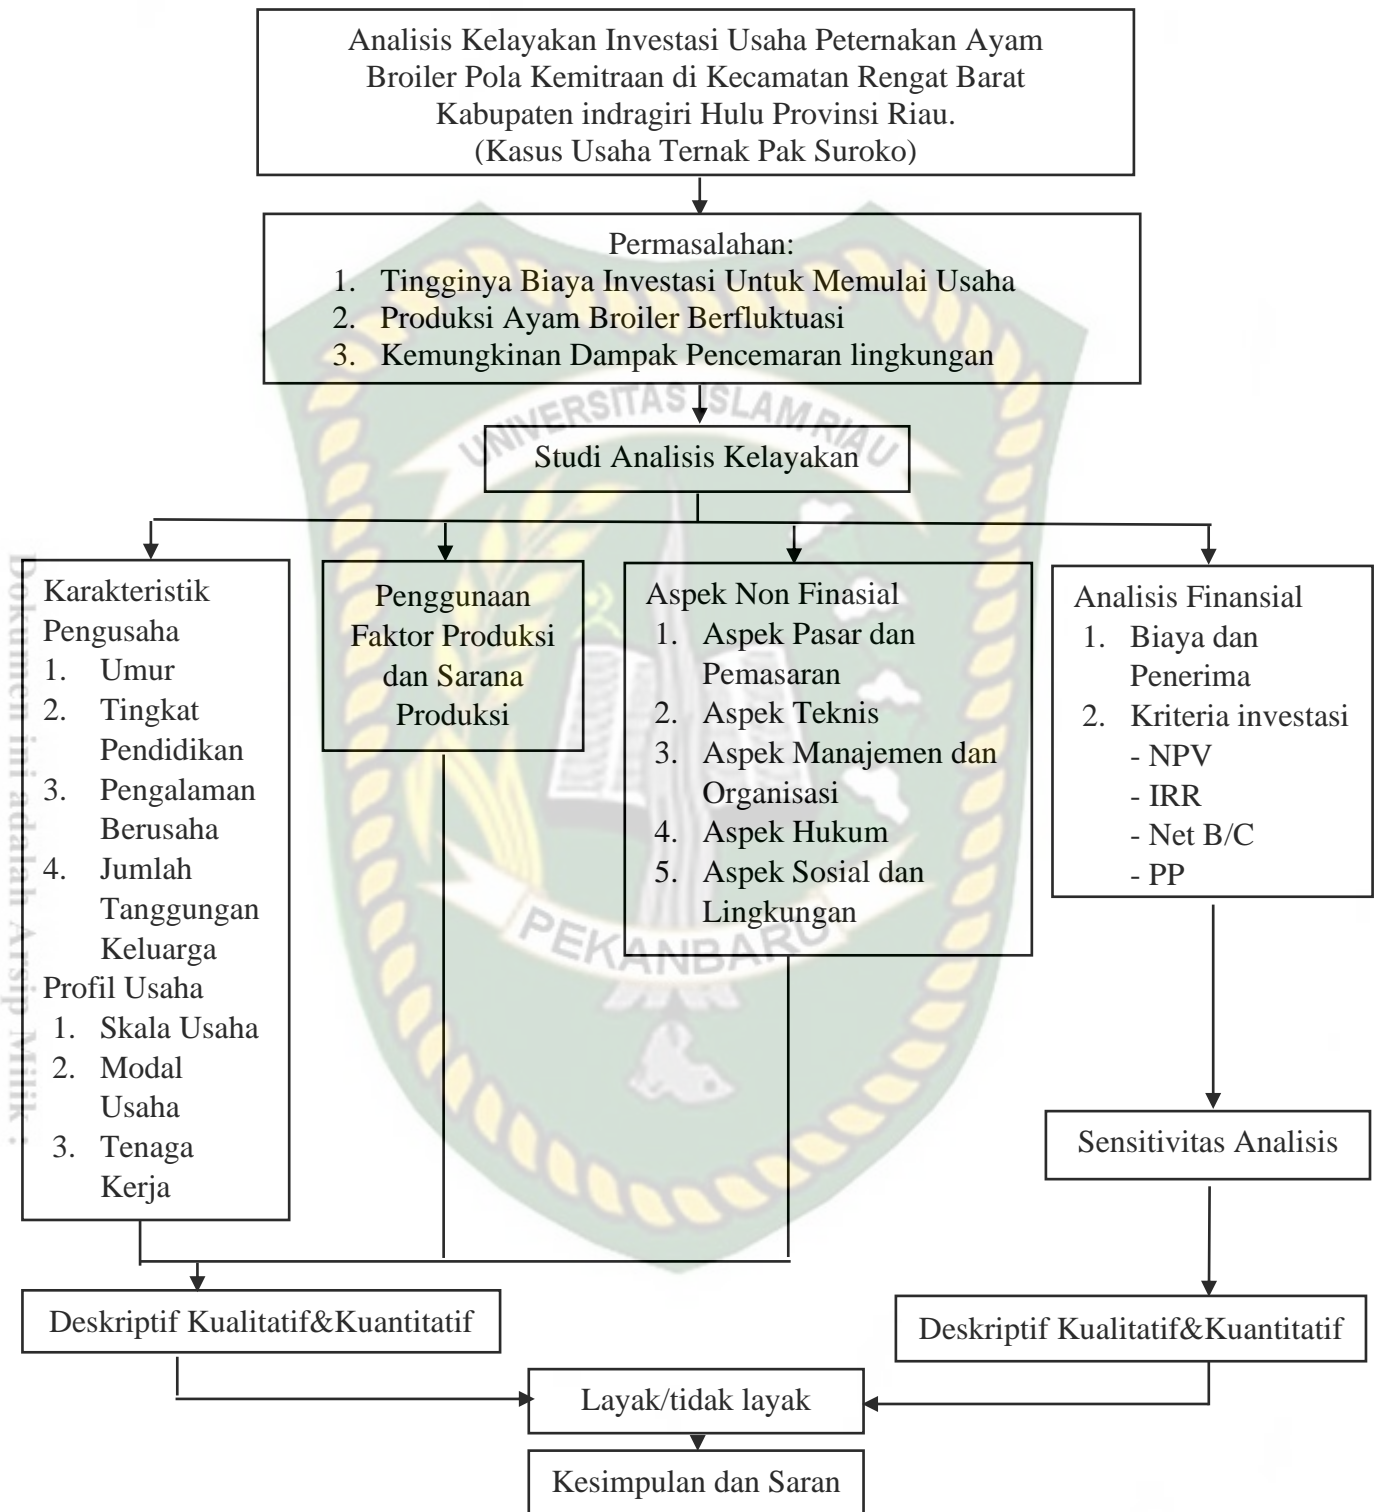 Analisis Kelayakan Investasi Usaha Peternakan Ayam
Broiler Pola Kemitraan di Kecamatan Rengat Barat
Kabupaten indragiri Hulu Provinsi Riau.
(Kasus Usaha Ternak Pak Suroko)
Permasalahan:
1. Tingginya Biaya Investasi Untuk Memulai Usaha
2. Produksi Ayam Broiler Berfluktuasi
3. Kemungkinan Dampak Pencemaran lingkungan
UNIVERSITAS ISLAM RIAU
Studi Analisis Kelayakan
Karakteristik
Pengusaha
1. Umur
2. Tingkat
Pendidikan
3. Pengalaman
Berusaha
4. Jumlah
Tanggungan
Keluarga
Profil Usaha
1. Skala Usaha
2. Modal
Usaha
3. Tenaga
Kerja
Penggunaan
Faktor Produksi
dan Sarana
Produksi
Aspek Non Finasial
1. Aspek Pasar dan
Pemasaran
2. Aspek Teknis
3. Aspek Manajemen dan
Organisasi
4. Aspek Hukum
5. Aspek Sosial dan
Lingkungan
Analisis Finansial
1. Biaya dan
Penerima
2. Kriteria investasi
- NPV
- IRR
- Net B/C
- PP
PEKANBARU
Dokumen ini adalah Arsip Milik :
Sensitivitas Analisis
Deskriptif Kualitatif&Kuantitatif
Deskriptif Kualitatif&Kuantitatif
Layak/tidak layak
Kesimpulan dan Saran